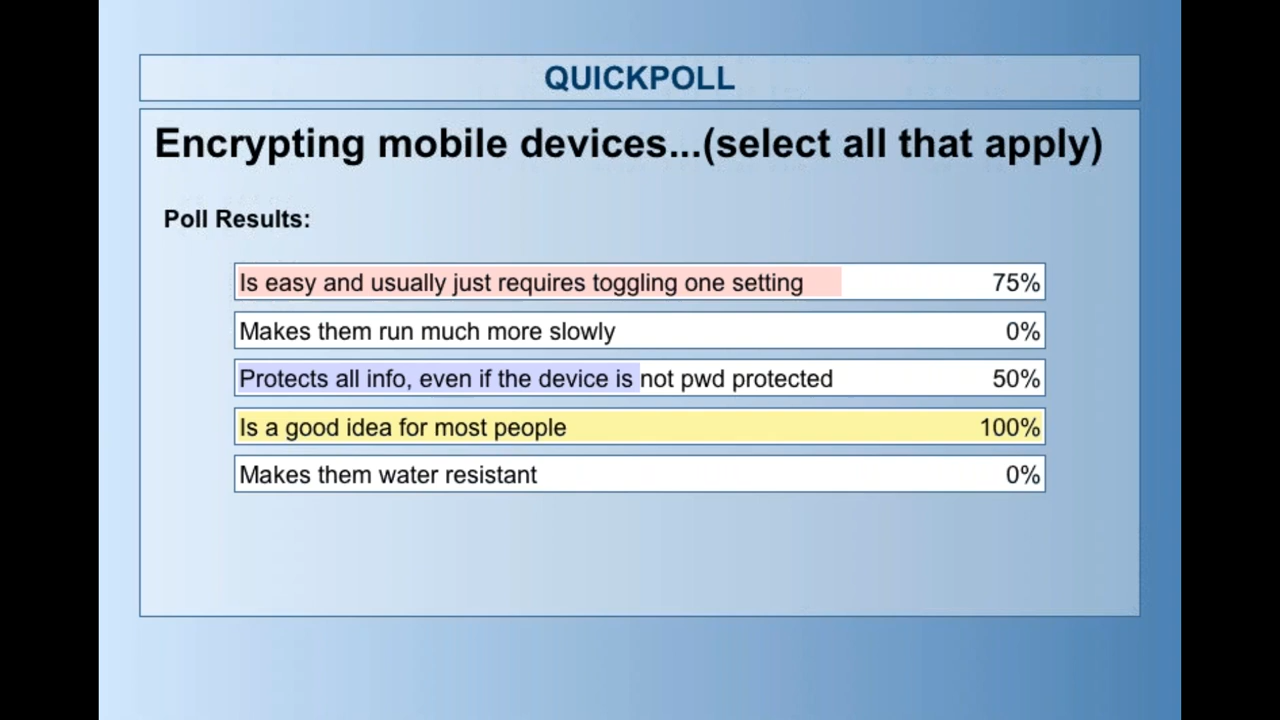 QUICKPOLL
Encrypting mobile devices...(select all that apply)
Poll Results:
Is easy and usually just requires toggling one setting 75%
Makes them run much more slowly 0%
Protects all info, even if the device is not pwd protected 50%
Is a good idea for most people 100%
Makes them water resistant 0%